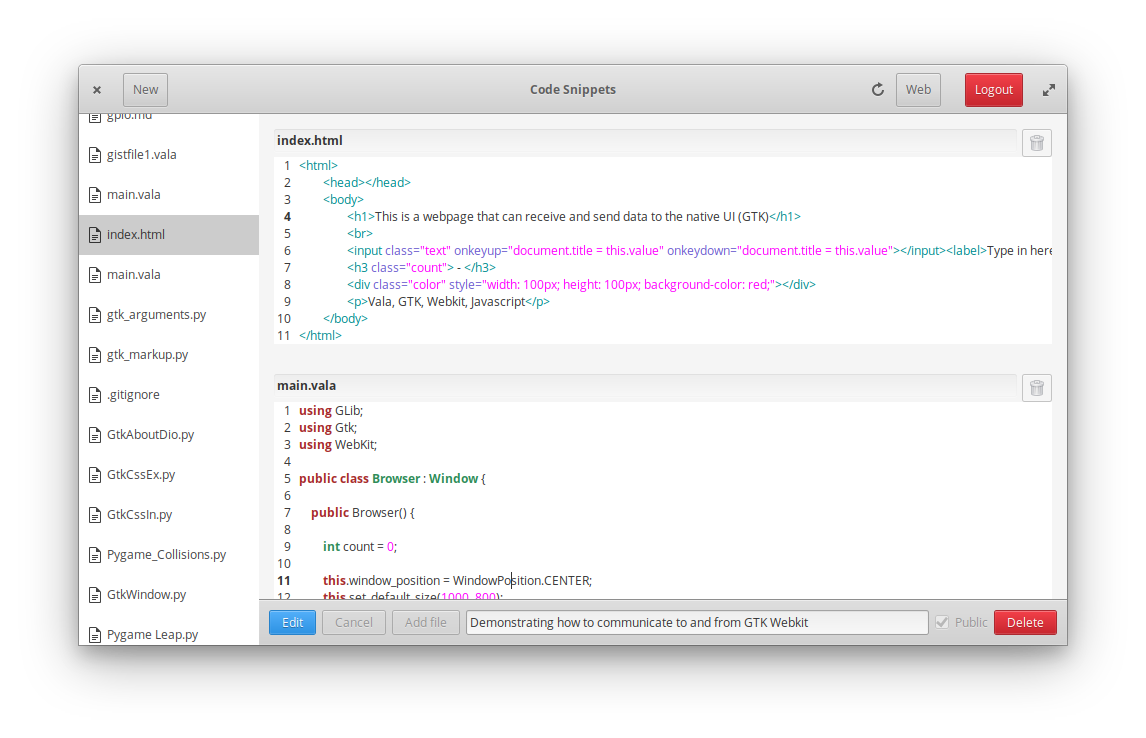 ×
New
Code Snippets
Web
Logout
gpio.md
gistfile1.vala
main.vala
index.html
main.vala
gtk_arguments.py
gtk_markup.py
.gitignore
GtkAboutDio.py
GtkCssEx.py
GtkCssIn.py
Pygame_Collisions.py
GtkWindow.py
Pygame Leap.py
index.html
1 <html>
2 <head></head>
3 <body>
4 <h1>This is a webpage that can receive and send data to the native UI (GTK)</h1>
5 <br>
6 <input class="text" onkeyup="document.title = this.value" onkeydown="document.title = this.value"></input><label>Type in here
7 <h3 class="count"> - </h3>
8 <div class="color" style="width: 100px; height: 100px; background-color: red;"></div>
9 <p>Vala, GTK, Webkit, Javascript</p>
10 </body>
11 </html>
main.vala
1 using GLib;
2 using Gtk;
3 using WebKit;
4
5 public class Browser : Window {
6
7 public Browser() {
8
9 int count = 0;
10
11 this.window_position = WindowPosition.CENTER;
12 this.set_default_size(1000, 800);
Edit
Cancel
Add file
Demonstrating how to communicate to and from GTK Webkit
Public
Delete